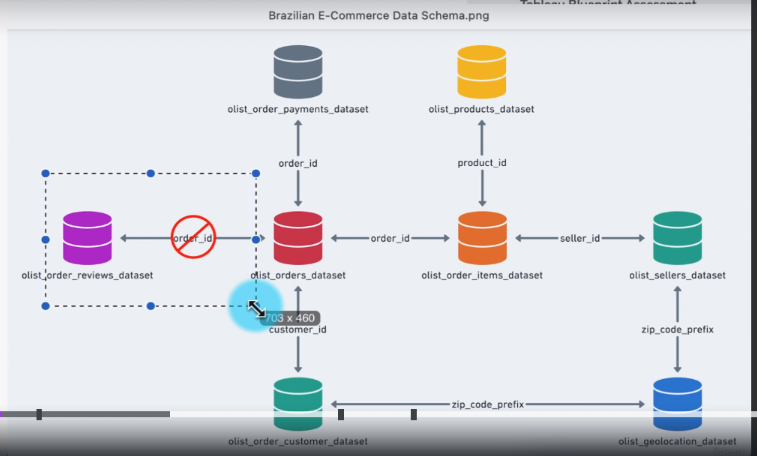 Tableau Blueprint Assessment
Brazilian E-Commerce Data Schema.png
olist_order_payments_dataset
olist_products_dataset
order_id
product_id
order_id
order_id
seller_id
olist_order_reviews_dataset
olist_orders_dataset
olist_order_items_dataset
olist_sellers_dataset
703 x 460
customer_id
zip_code_prefix
zip_code_prefix
olist_order_customer_dataset
olist_geolocation_dataset